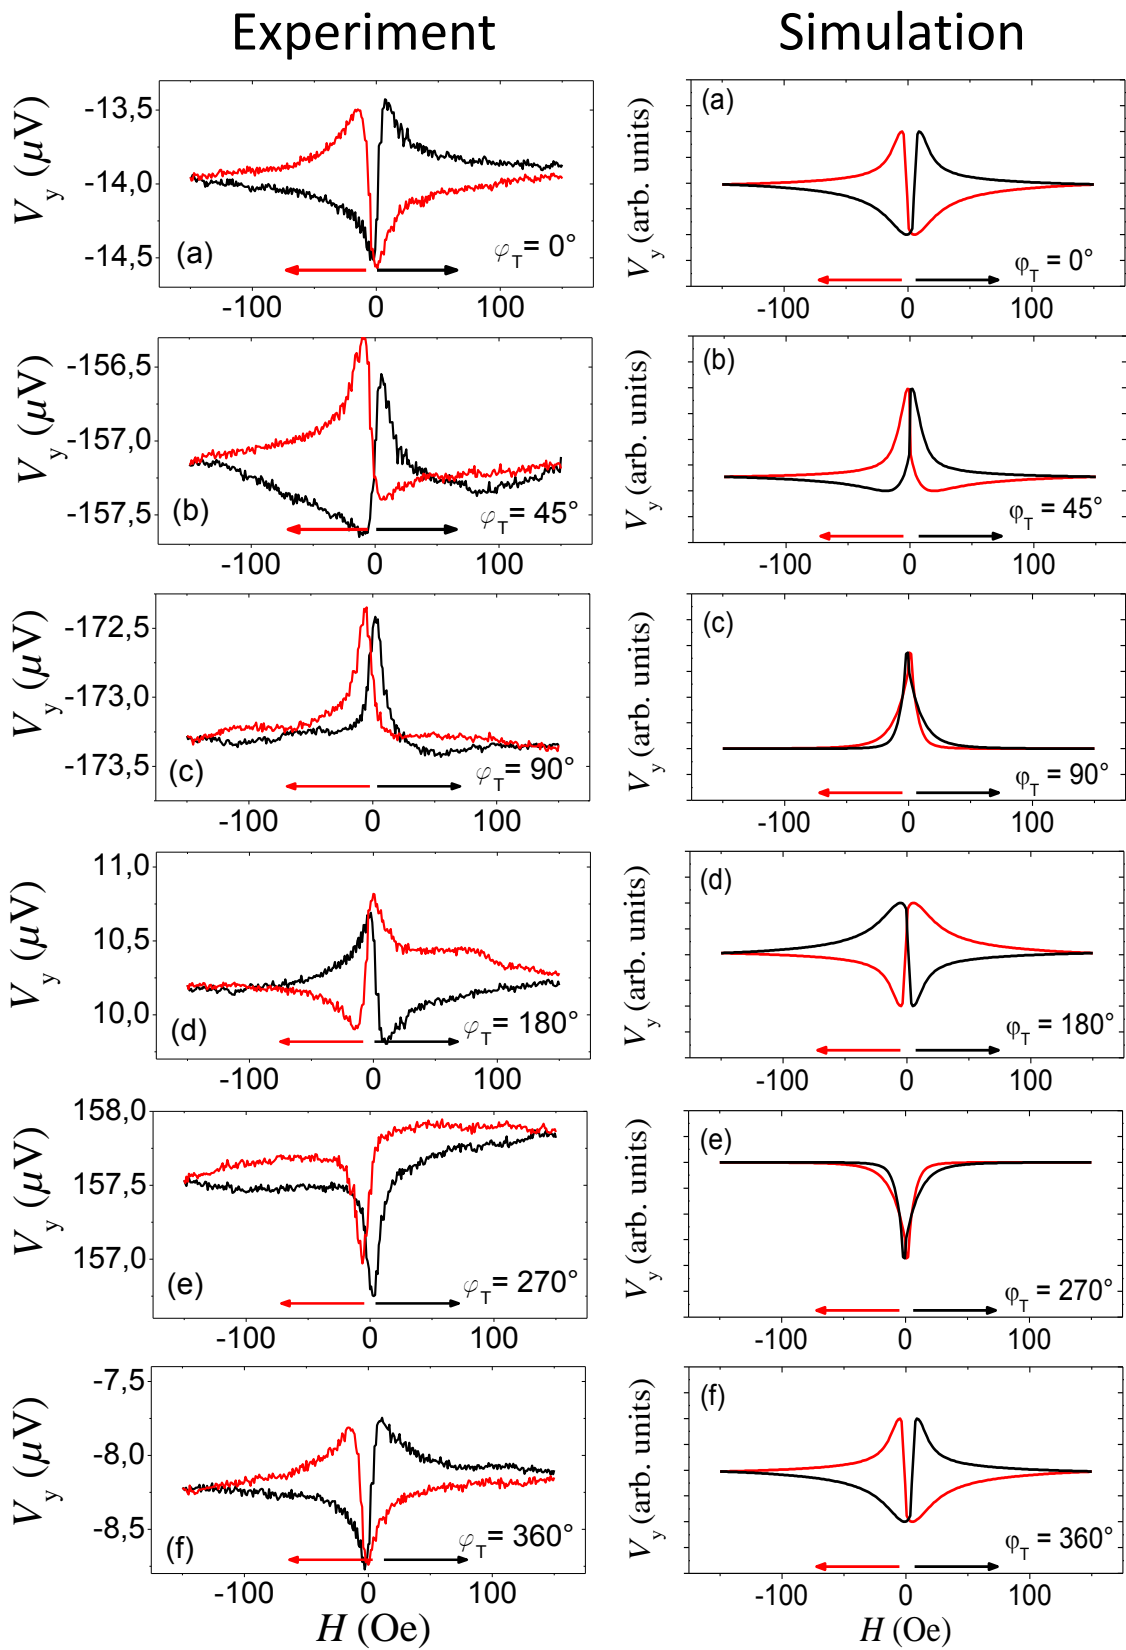 Experiment
Simulation
V_y (μV)
-13,5
-14,0
-14,5
(a)
φ_T = 0°
-100
0
100
V_y (arb. units)
(a)
φ_T = 0°
-100
0
100
V_y (μV)
-156,5
-157,0
-157,5
(b)
φ_T = 45°
-100
0
100
V_y (arb. units)
(b)
φ_T = 45°
-100
0
100
V_y (μV)
-172,5
-173,0
-173,5
(c)
φ_T = 90°
-100
0
100
V_y (arb. units)
(c)
φ_T = 90°
-100
0
100
V_y (μV)
11,0
10,5
10,0
(d)
φ_T = 180°
-100
0
100
V_y (arb. units)
(d)
φ_T = 180°
-100
0
100
V_y (μV)
158,0
157,5
157,0
(e)
φ_T = 270°
-100
0
100
V_y (arb. units)
(e)
φ_T = 270°
-100
0
100
V_y (μV)
-7,5
-8,0
-8,5
(f)
φ_T = 360°
-100
0
100
H (Oe)
V_y (arb. units)
(f)
φ_T = 360°
-100
0
100
H (Oe)